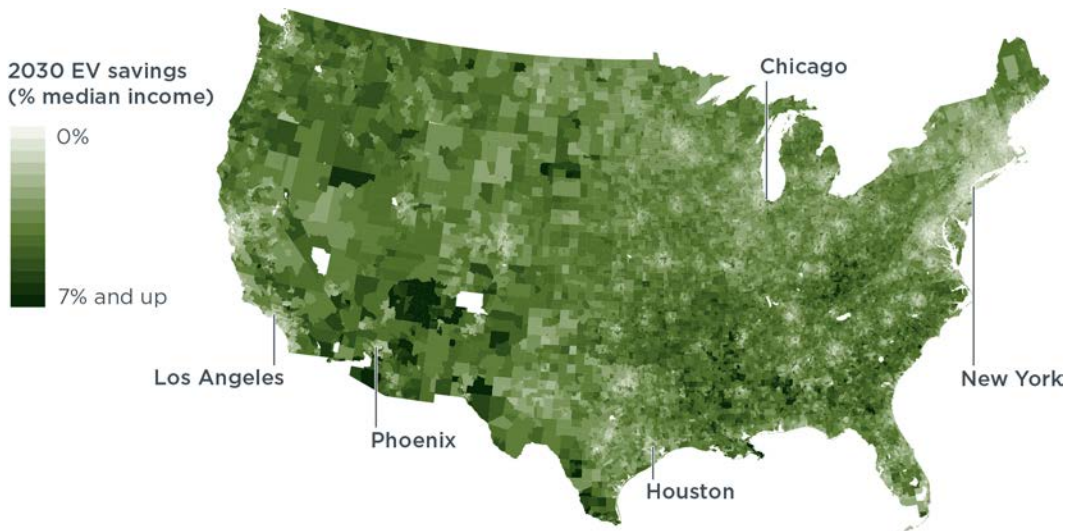 2030 EV savings
(% median income)
0%
7% and up
Chicago
Los Angeles
Phoenix
Houston
New York